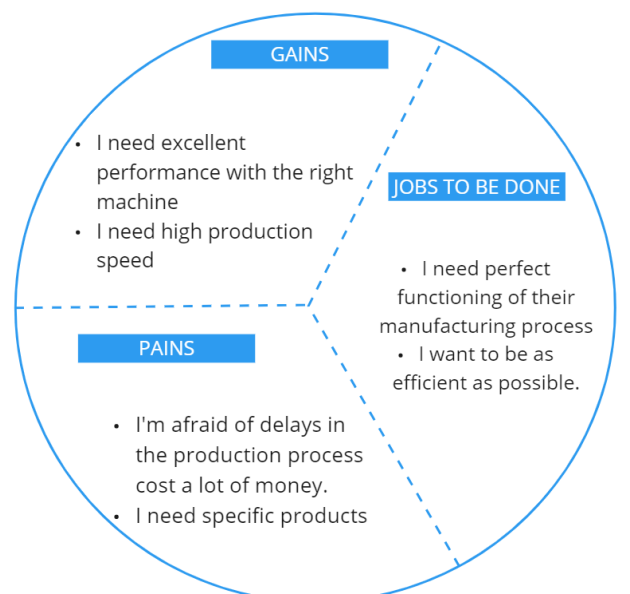 GAINS
• I need excellent
performance with the right
machine
• I need high production
speed
JOBS TO BE DONE
• I need perfect
functioning of their
manufacturing process
• I want to be as
efficient as possible.
PAINS
• I'm afraid of delays in
the production process
cost a lot of money.
• I need specific products